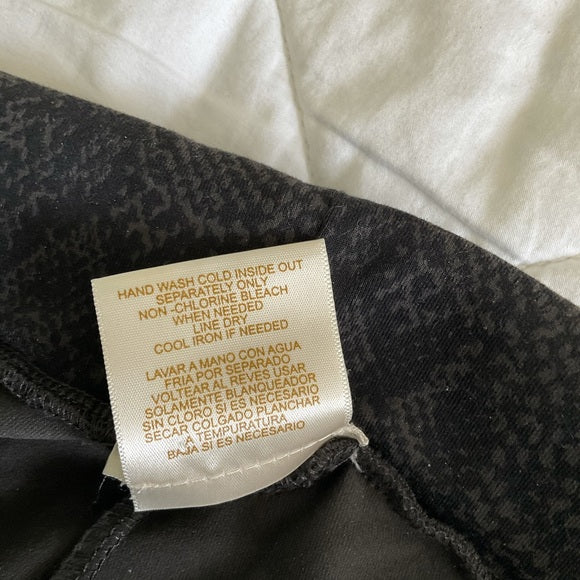 HAND WASH COLD INSIDE OUT
SEPARATELY ONLY
NON -CHLORINE BLEACH
WHEN NEEDED
LINE DRY
COOL IRON IF NEEDED
LAVAR A MANO CON AGUA
FRIA POR SEPARADO
VOLTEAR AL REVES USAR
SOLAMENTE BLANQUEADOR
SIN CLORO SI ES NECESARIO
SECAR COLGADO PLANCHAR
A TEMPURATURA
BAJA SI ES NECESARIO